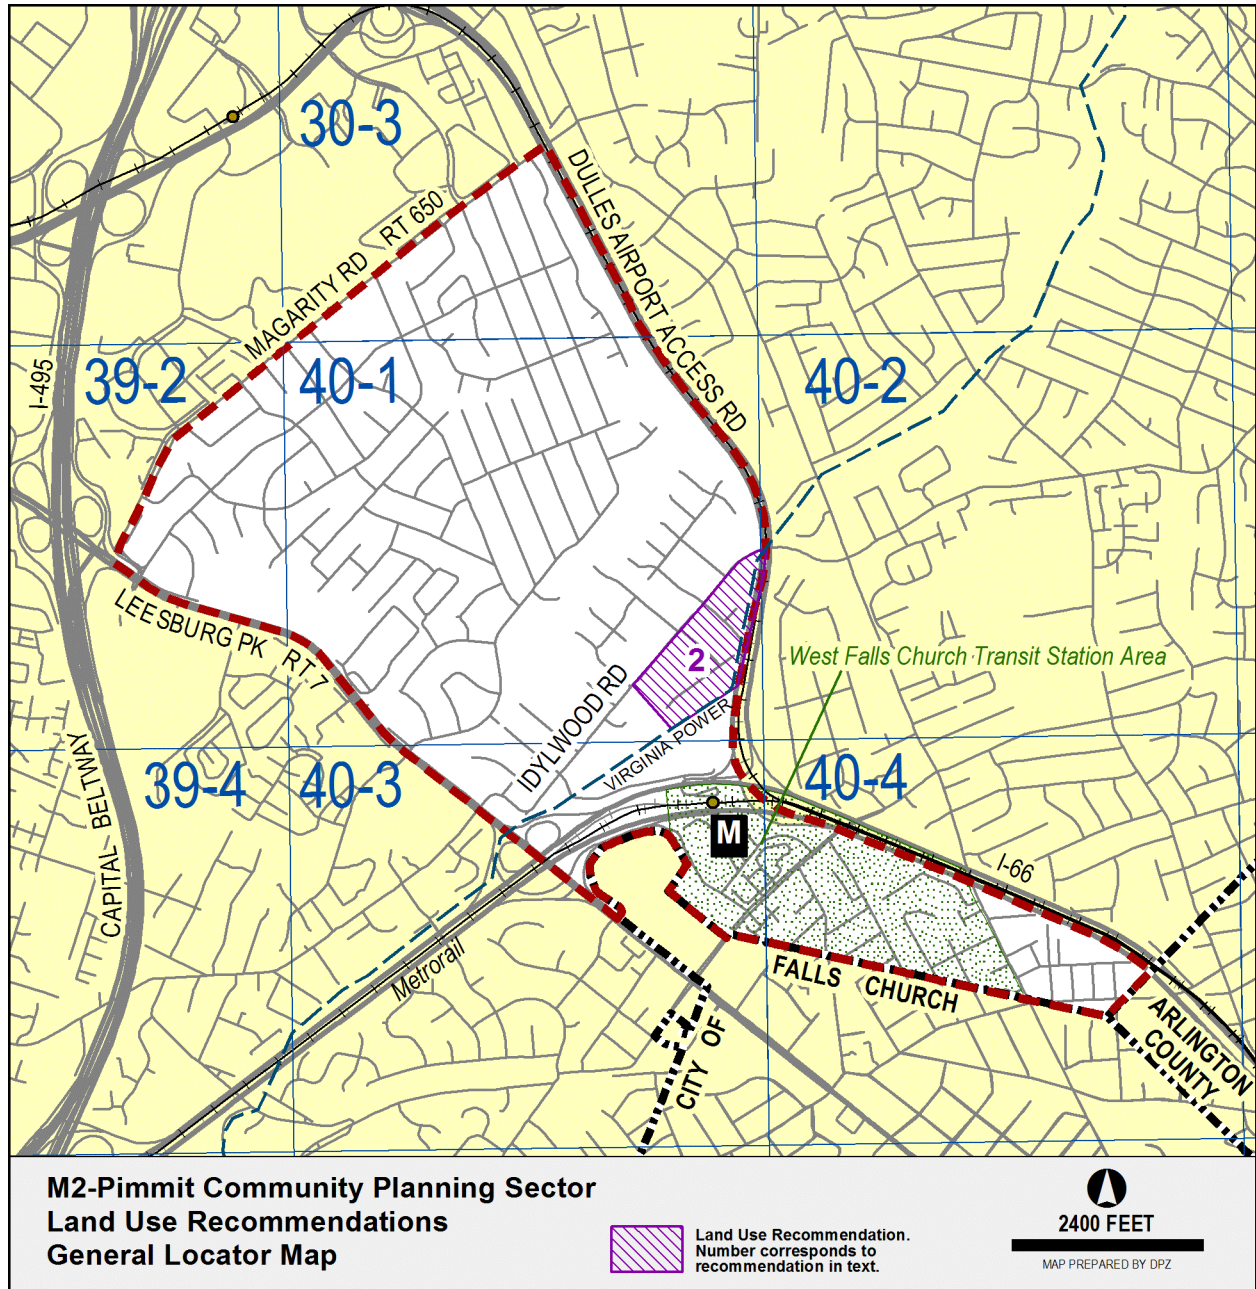 30-3
DULLES AIRPORT ACCESS RD
MAGARITY RD RT 650
I-495
39-2
40-1
40-2
LEESBURG PK RT 7
2
West Falls Church Transit Station Area
IDYLWOOD RD
VIRGINIA POWER
CAPITAL BELTWAY
39-4
40-3
40-4
M
I-66
Metrorail
FALLS CHURCH
CITY OF
ARLINGTON
COUNTY
M2-Pimmit Community Planning Sector
Land Use Recommendations
General Locator Map
Land Use Recommendation.
Number corresponds to
recommendation in text.
2400 FEET
MAP PREPARED BY DPZ